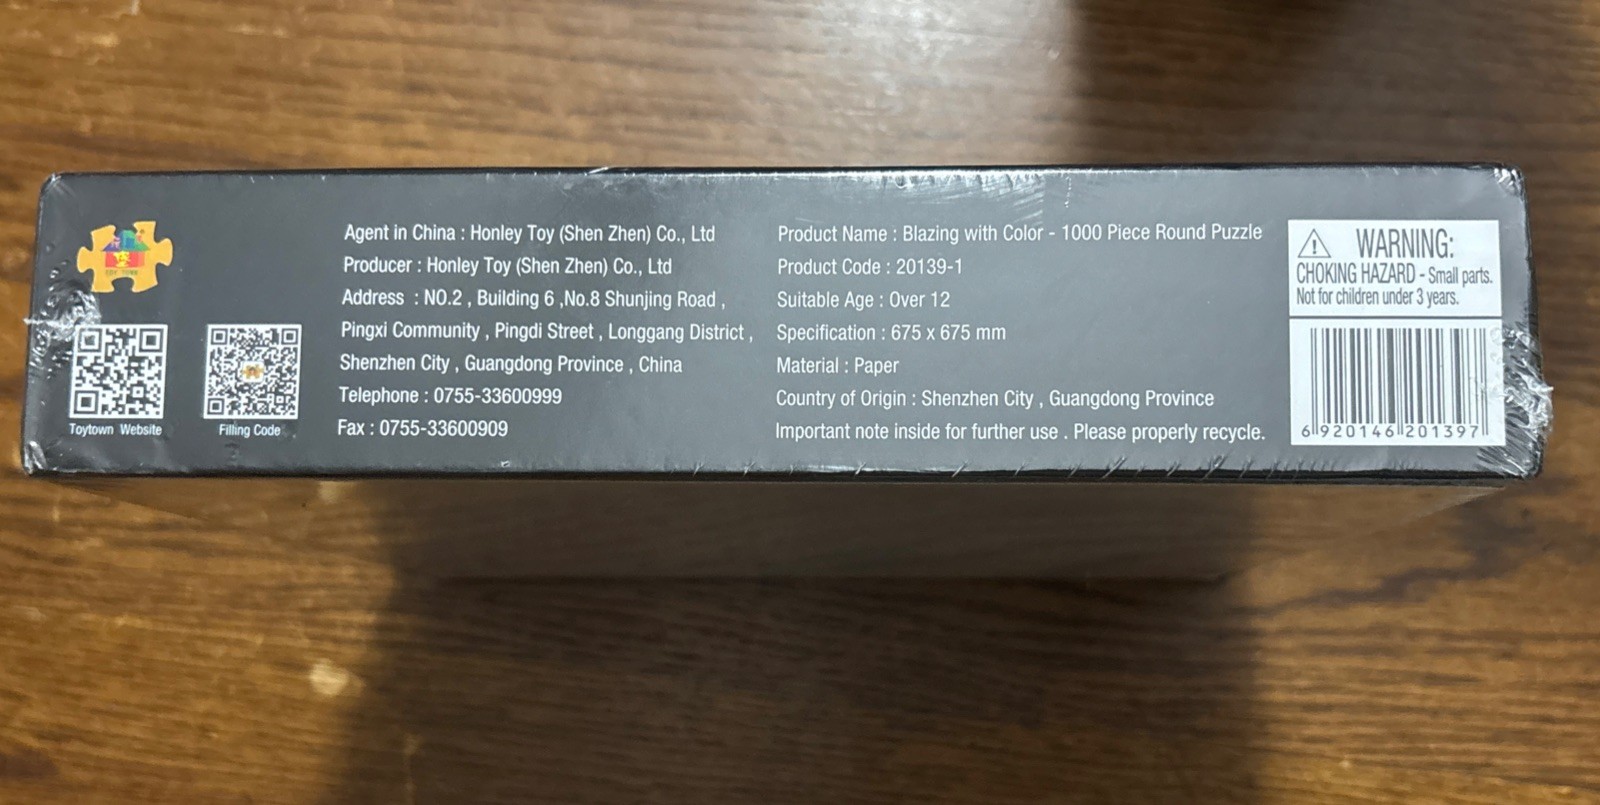 TOY TOWN
Toytown Website
Filling Code
Agent in China : Honley Toy (Shen Zhen) Co., Ltd
Producer : Honley Toy (Shen Zhen) Co., Ltd
Address : NO.2 , Building 6 ,No.8 Shunjing Road ,
Pingxi Community , Pingdi Street , Longgang District ,
Shenzhen City , Guangdong Province , China
Telephone : 0755-33600999
Fax : 0755-33600909
Product Name : Blazing with Color - 1000 Piece Round Puzzle
Product Code : 20139-1
Suitable Age : Over 12
Specification : 675 x 675 mm
Material : Paper
Country of Origin : Shenzhen City , Guangdong Province
Important note inside for further use . Please properly recycle.
WARNING:
CHOKING HAZARD - Small parts.
Not for children under 3 years.
6 920146 201397